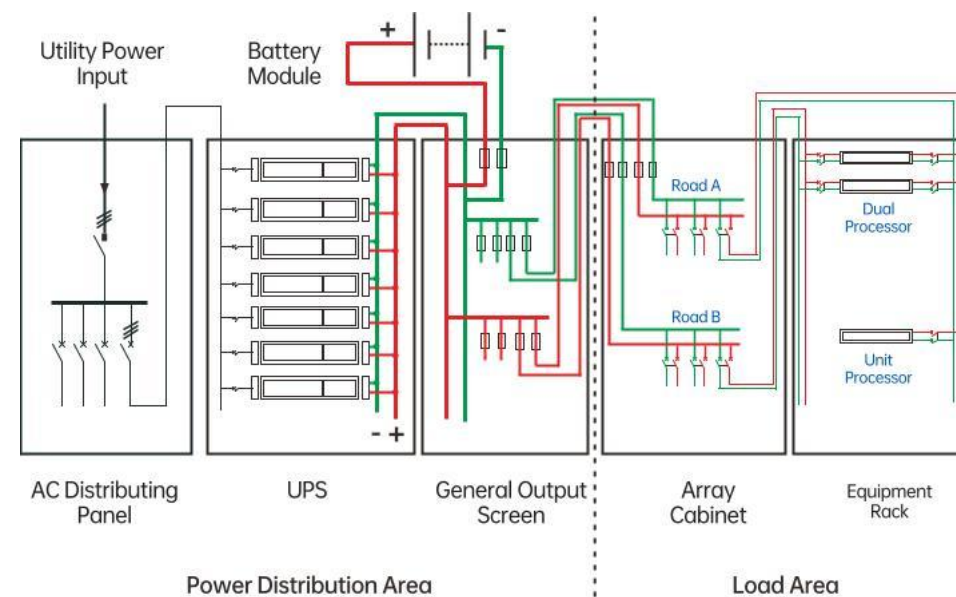 Utility Power
Input
Battery
Module
+
-
Road A
Dual
Processor
Road B
Unit
Processor
- +
AC Distributing
Panel
UPS
General Output
Screen
Array
Cabinet
Equipment
Rack
Power Distribution Area
Load Area